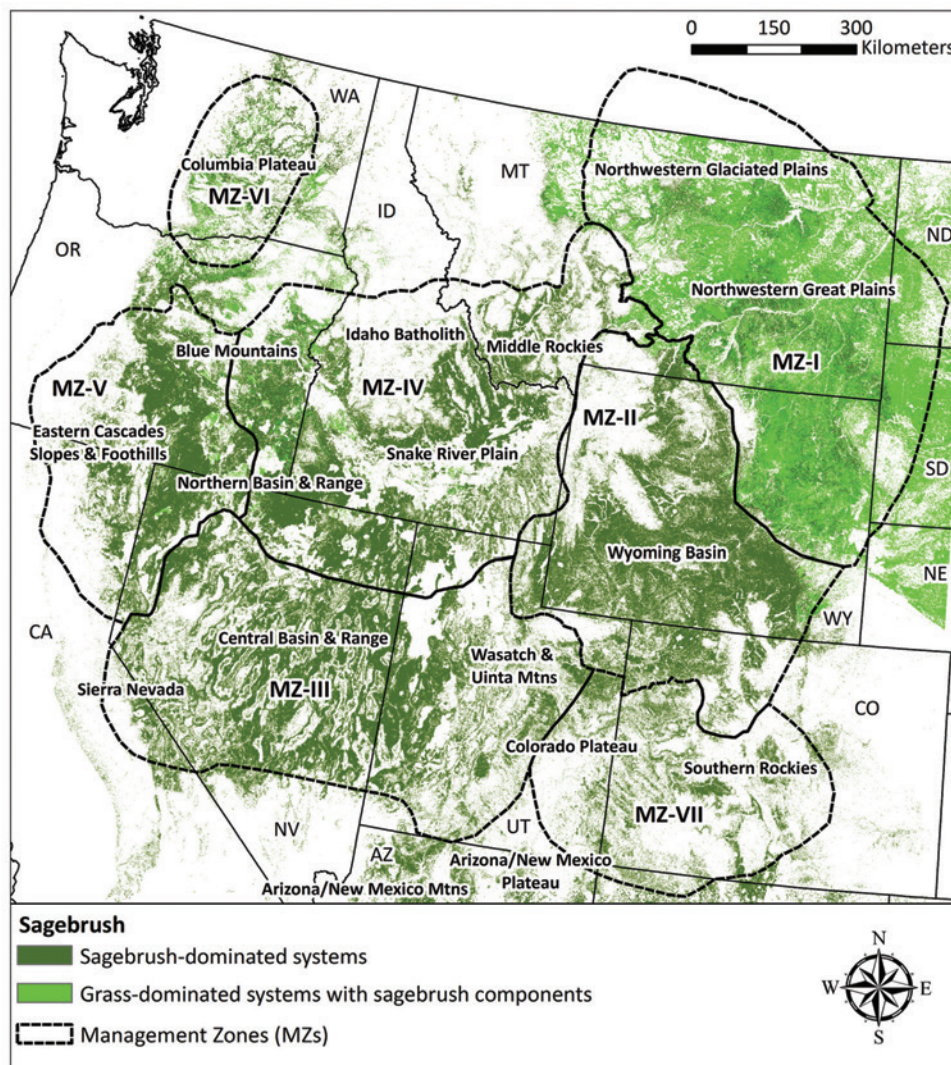 0 150 300
Kilometers
WA
Columbia Plateau
MZ-VI
MT
Northwestern Glaciated Plains
ID
ND
OR
Northwestern Great Plains
Idaho Batholith
Blue Mountains
Middle Rockies
MZ-I
MZ-V
MZ-IV
MZ-II
Eastern Cascades
Slopes & Foothills
Snake River Plain
SD
Northern Basin & Range
Wyoming Basin
NE
WY
CA
Central Basin & Range
Wasatch &
Uinta Mtns
Sierra Nevada
MZ-III
CO
Colorado Plateau
Southern Rockies
MZ-VII
NV
UT
AZ
Arizona/New Mexico
Plateau
Arizona/New Mexico Mtns
Sagebrush
Sagebrush-dominated systems
Grass-dominated systems with sagebrush components
Management Zones (MZs)
N
W E
S